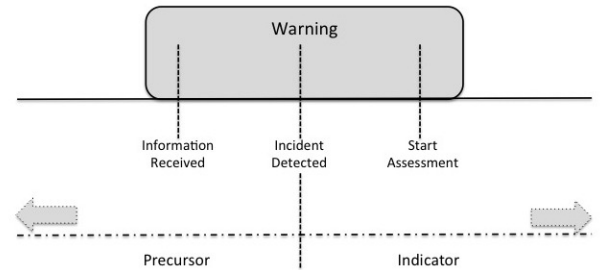 Warning
Information Received
Incident Detected
Start Assessment
Precursor
Indicator